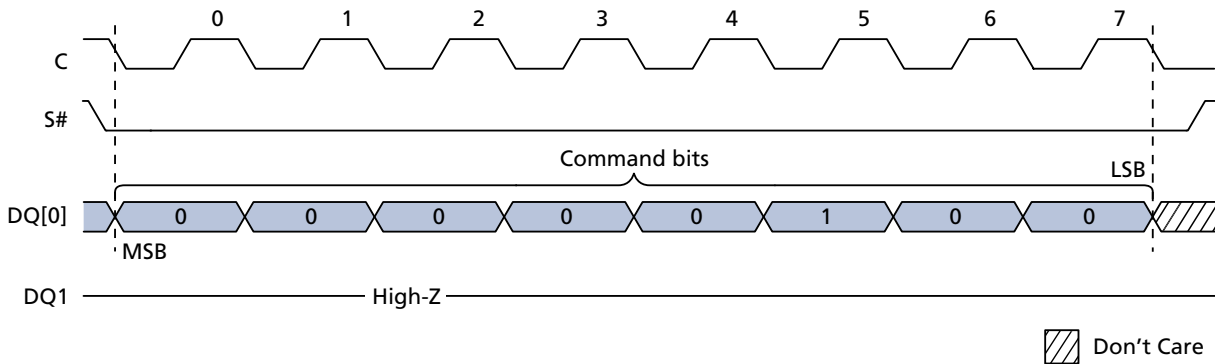 0 1 2 3 4 5 6 7
C
S#
Command bits
LSB
DQ[0] 0 0 0 0 0 1 0 0
MSB
DQ1 High-Z
Don't Care